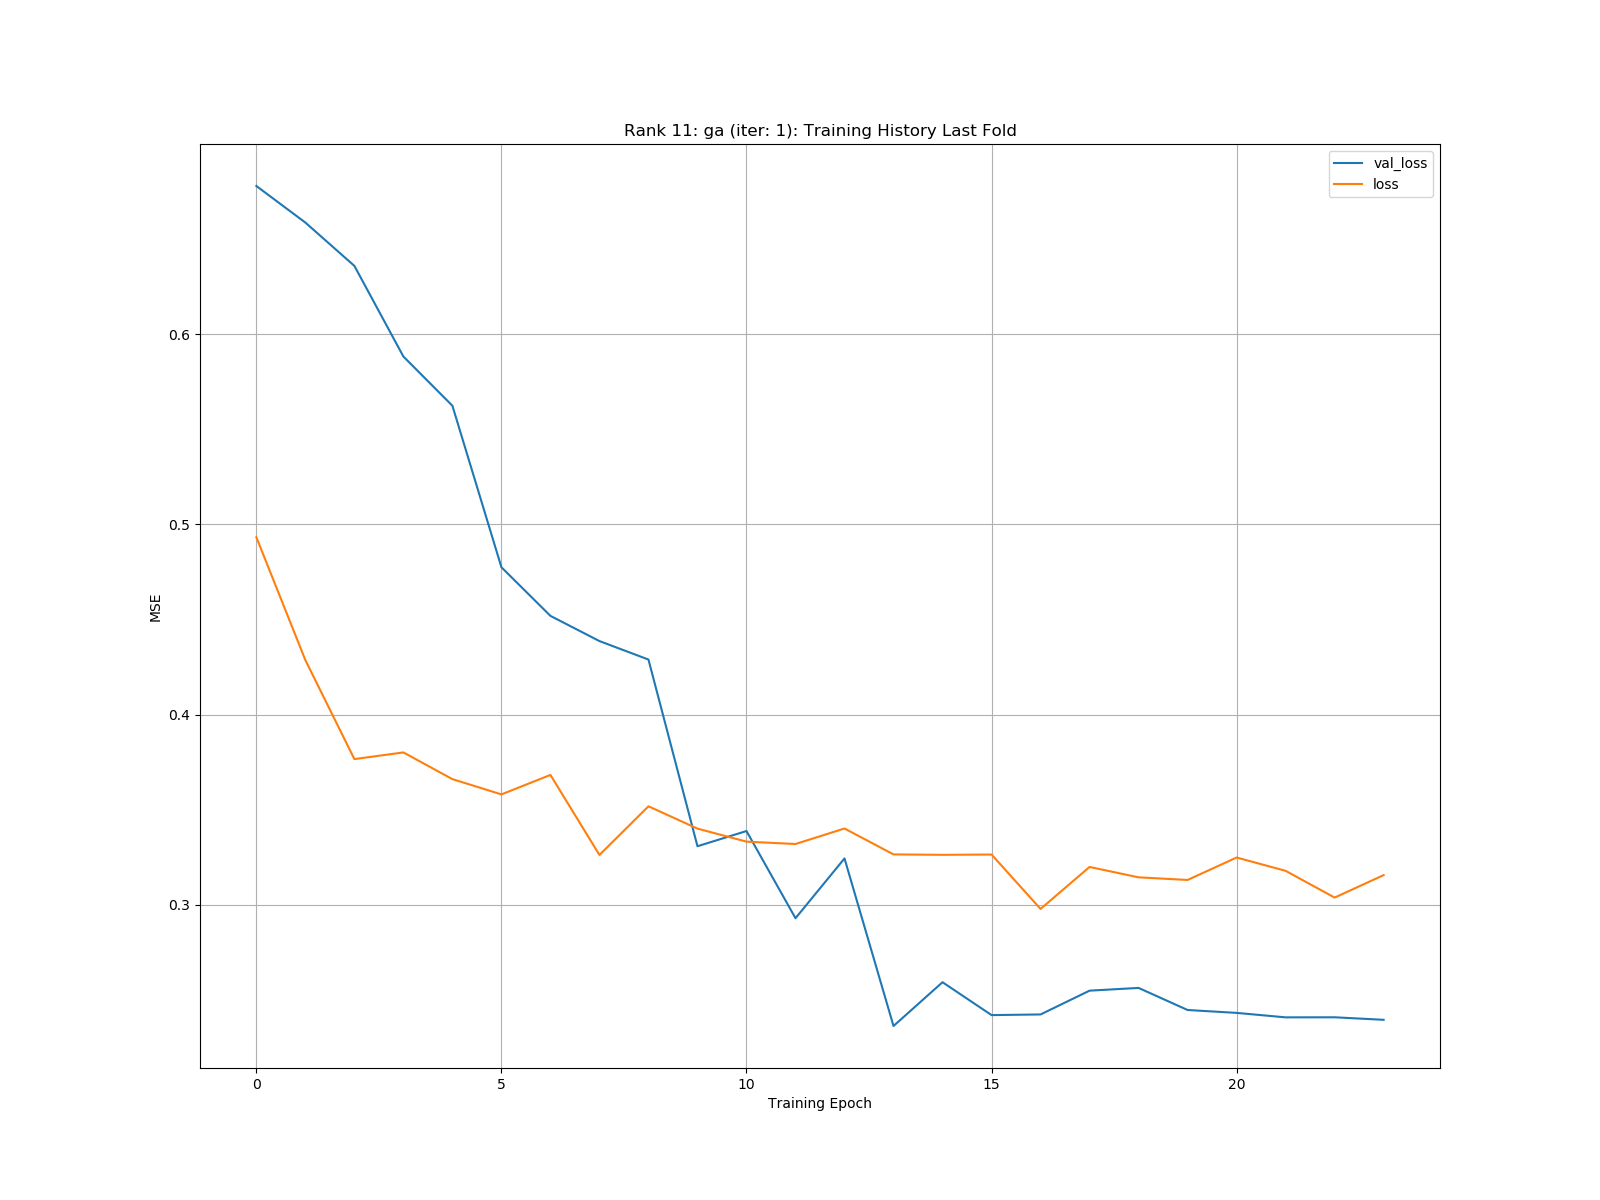 Rank 11: ga (iter: 1): Training History Last Fold
val_loss
loss
MSE
0.6
0.5
0.4
0.3
0 5 10 15 20
Training Epoch